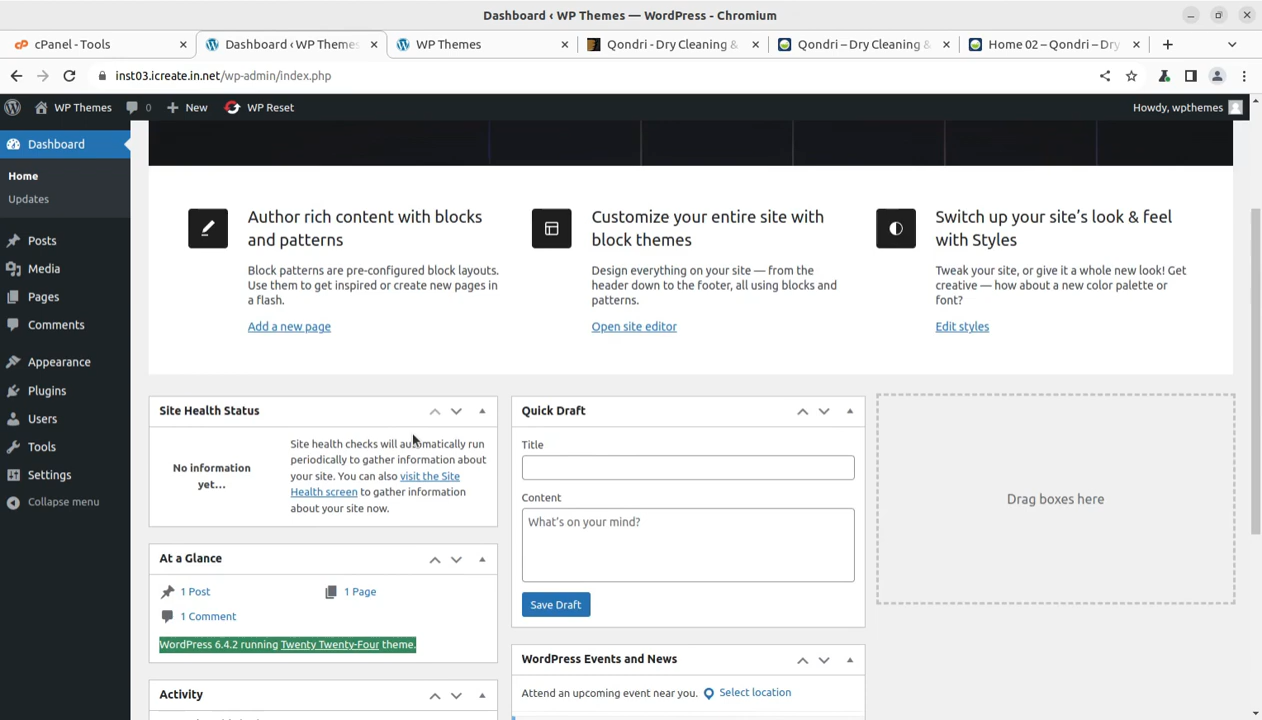 Dashboard ‹ WP Themes — WordPress - Chromium
cPanel - Tools
Dashboard ‹ WP Themes
WP Themes
Qondri - Dry Cleaning &
Qondri – Dry Cleaning &
Home 02 – Qondri – Dry
inst03.icreate.in.net/wp-admin/index.php
WP Themes
0
New
WP Reset
Howdy, wpthemes
Dashboard
Home
Updates
Posts
Media
Pages
Comments
Appearance
Plugins
Users
Tools
Settings
Collapse menu
Author rich content with blocks
and patterns
Block patterns are pre-configured block layouts.
Use them to get inspired or create new pages in
a flash.
Add a new page
Customize your entire site with
block themes
Design everything on your site — from the
header down to the footer, all using blocks and
patterns.
Open site editor
Switch up your site’s look & feel
with Styles
Tweak your site, or give it a whole new look! Get
creative — how about a new color palette or
font?
Edit styles
Site Health Status
No information
yet…
Site health checks will automatically run
periodically to gather information about
your site. You can also visit the Site
Health screen to gather information
about your site now.
At a Glance
1 Post
1 Page
1 Comment
WordPress 6.4.2 running Twenty Twenty-Four theme.
Activity
Quick Draft
Title
Content
What’s on your mind?
Save Draft
WordPress Events and News
Attend an upcoming event near you.
Select location
Drag boxes here